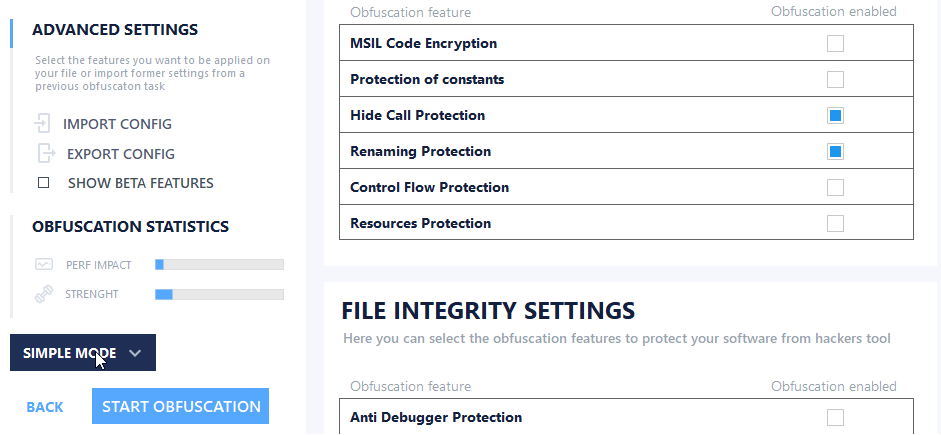 ADVANCED SETTINGS
Select the features you want to be applied on
your file or import former settings from a
previous obfuscaton task
IMPORT CONFIG
EXPORT CONFIG
SHOW BETA FEATURES
OBFUSCATION STATISTICS
PERF IMPACT
STRENGHT
SIMPLE MODE
BACK
START OBFUSCATION
Obfuscation feature
Obfuscation enabled
MSIL Code Encryption
Protection of constants
Hide Call Protection
Renaming Protection
Control Flow Protection
Resources Protection
FILE INTEGRITY SETTINGS
Here you can select the obfuscation features to protect your software from hackers tool
Obfuscation feature
Obfuscation enabled
Anti Debugger Protection